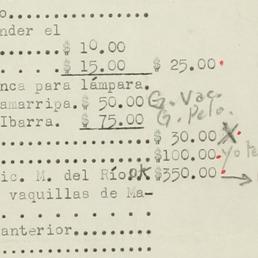 o..................
nder el
......... $ 10.00
. . . . . $ 15.00 $ 25.00.
nca para lámpara.
amarripa. $ 50.00 G. Vac.
Ibarra. $ 75.00 G. Pelo.
.................. $ 30.00 X.
..................$100.00.
ic. M. del Río ok $350.00
vaquillas de Ma-
..................
anterior..........